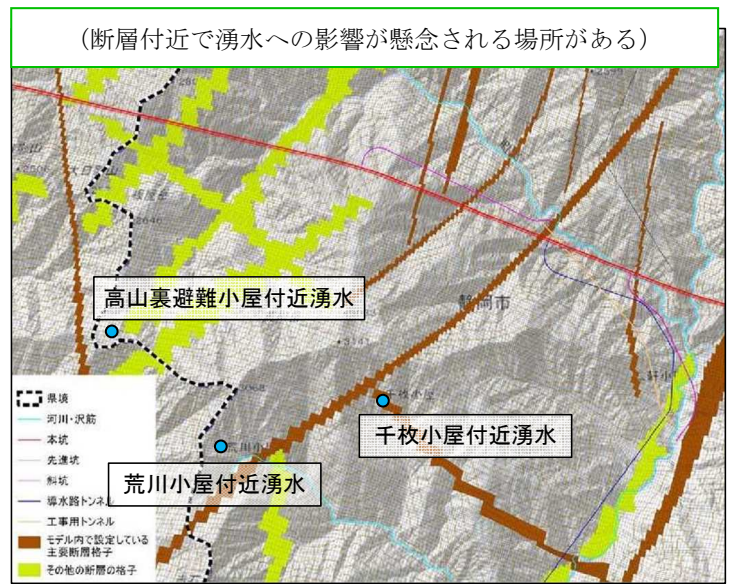 (断層付近で湧水への影響が懸念される場所がある)
高山裏避難小屋付近湧水
静岡市
千枚小屋付近湧水
荒川小屋付近湧水
県境
河川・沢筋
本坑
先進坑
斜坑
導水路トンネル
工事用トンネル
モデル内で設定している
主要断層格子
その他の断層の格子